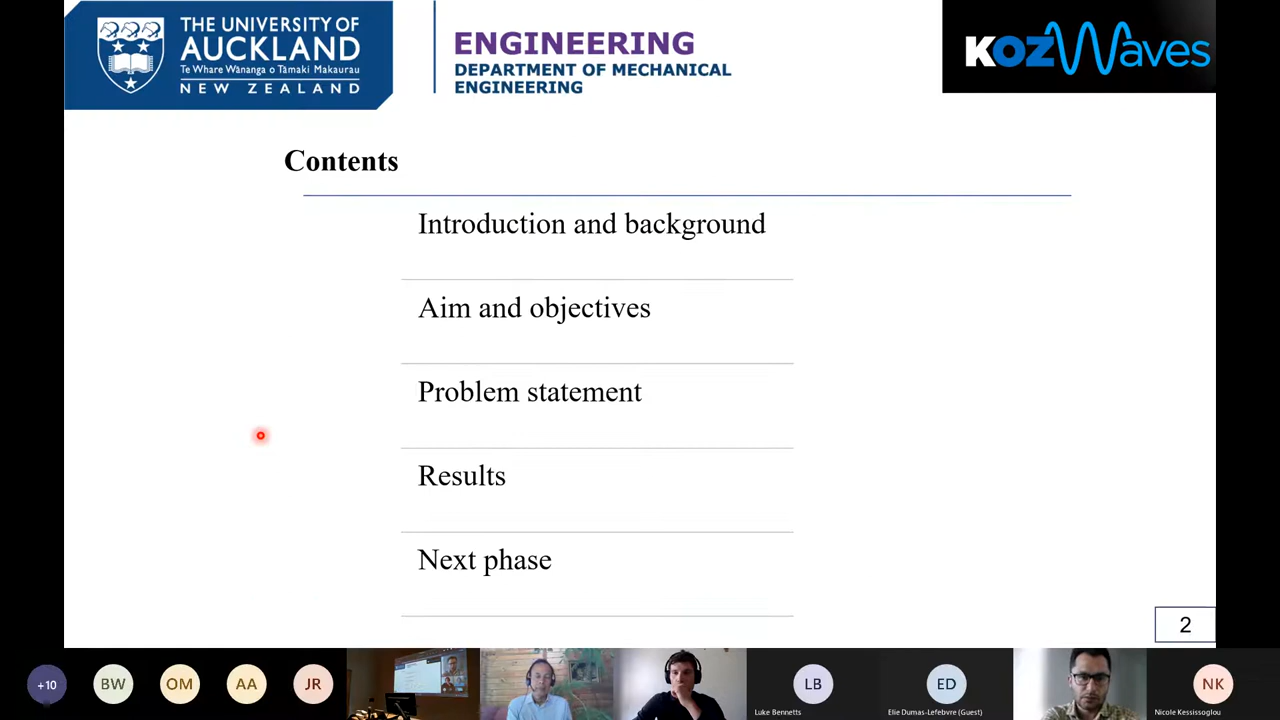 THE UNIVERSITY OF
AUCKLAND
Te Whare Wānanga o Tāmaki Makaurau
NEW ZEALAND
ENGINEERING
DEPARTMENT OF MECHANICAL
ENGINEERING
KOZWaves
Contents
Introduction and background
Aim and objectives
Problem statement
Results
Next phase
2
+10
BW
OM
AA
JR
LB
ED
NK
Luke Bennetts
Elie Dumas-Lefebvre (Guest)
Nicole Kessissoglou